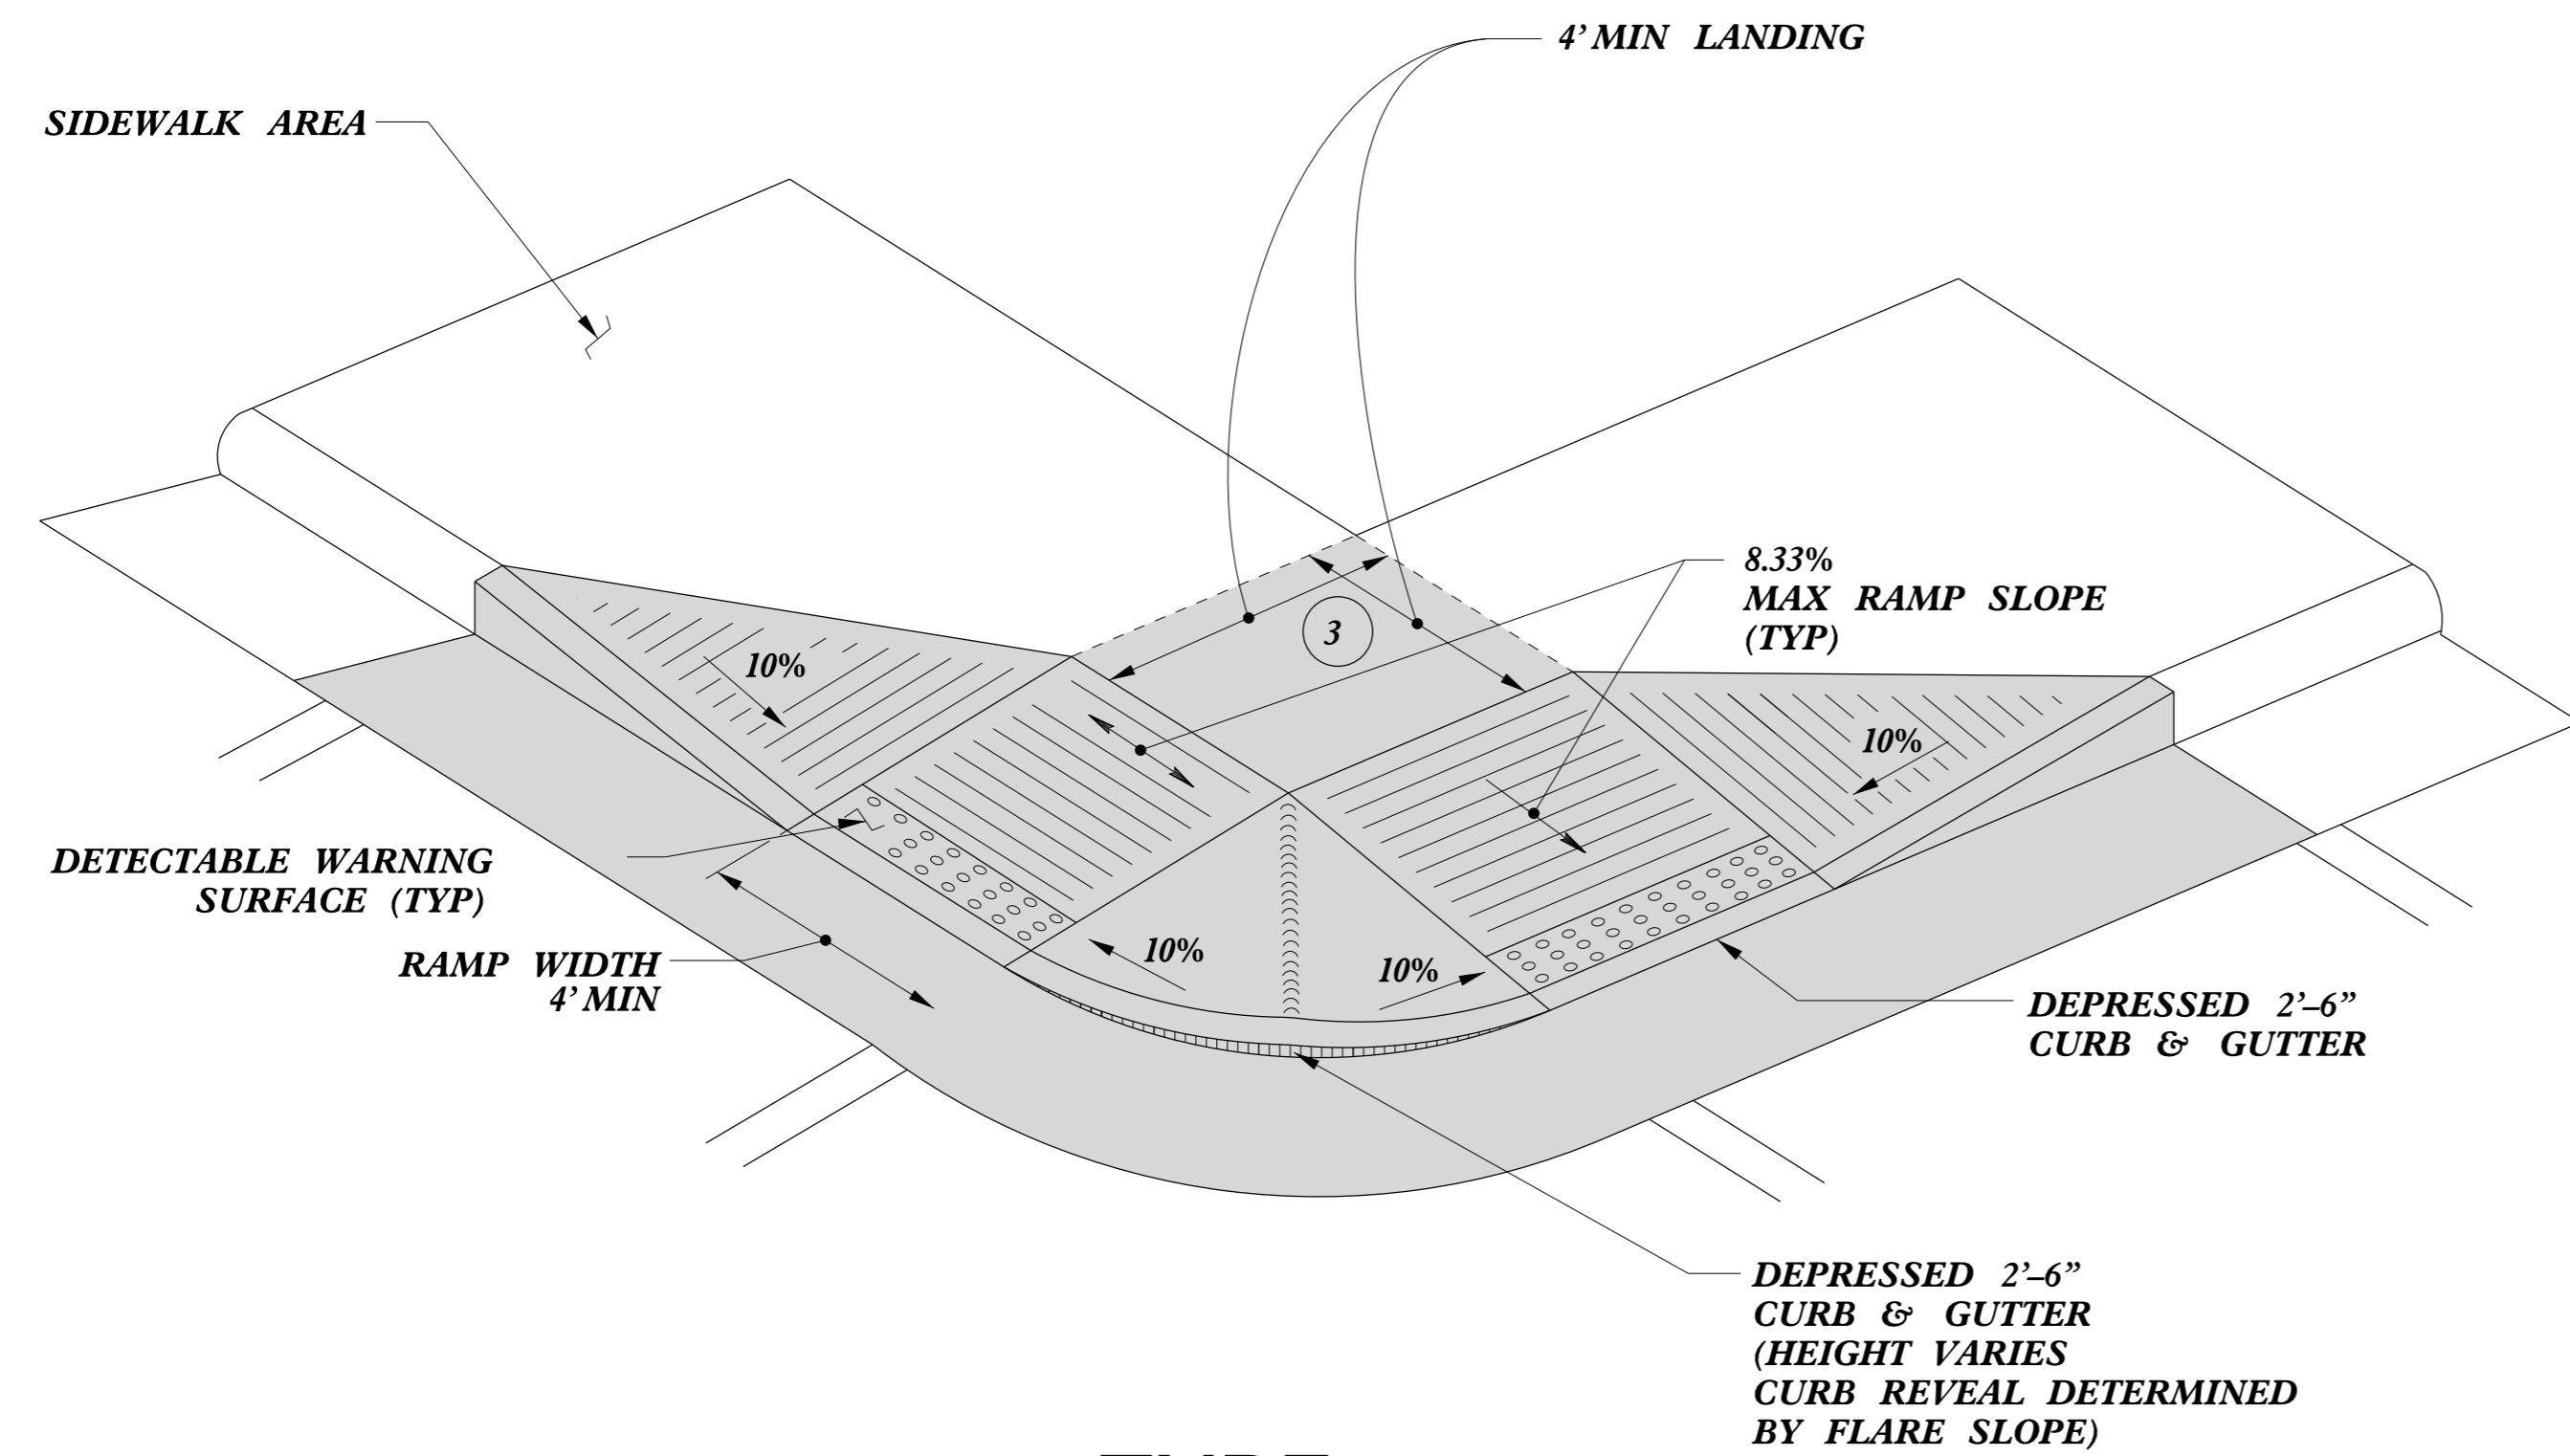 4' MIN LANDING
SIDEWALK AREA
8.33%
MAX RAMP SLOPE
(TYP)
3
10%
10%
DETECTABLE WARNING
SURFACE (TYP)
RAMP WIDTH
4' MIN
10%
10%
DEPRESSED 2'–6”
CURB & GUTTER
DEPRESSED 2'–6”
CURB & GUTTER
(HEIGHT VARIES
CURB REVEAL DETERMINED
BY FLARE SLOPE)